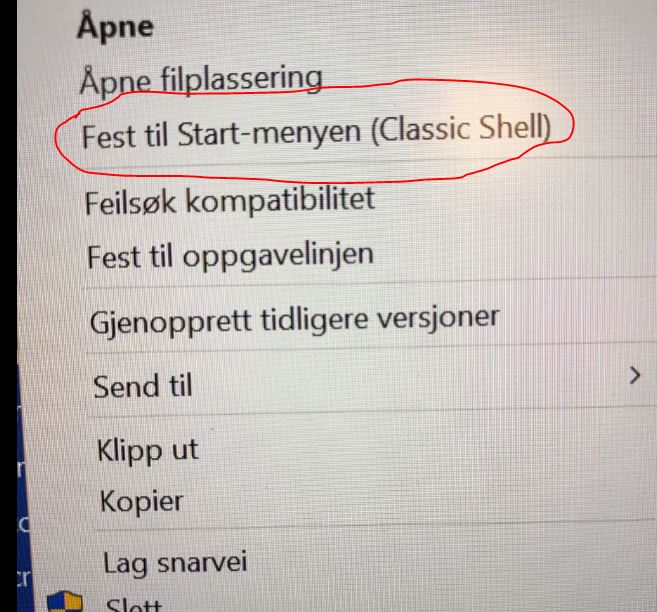 Åpne
Åpne filplassering
Fest til Start-menyen (Classic Shell)
Feilsøk kompatibilitet
Fest til oppgavelinjen
Gjenopprett tidligere versjoner
Send til
Klipp ut
Kopier
Lag snarvei
Slett